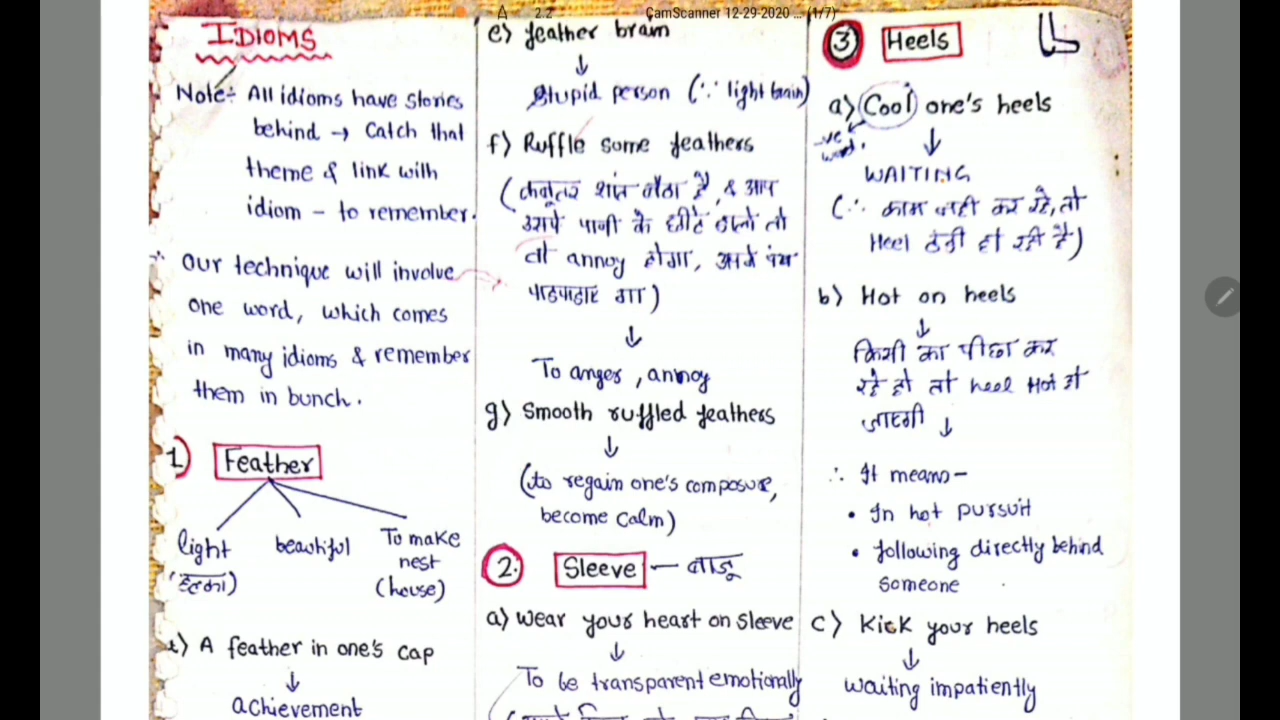 CamScanner 12-29-2020 ... (1/7)
IDIOMS
Note:- All idioms have stories
behind → Catch that
theme & link with
idiom - to remember.
Our technique will involve
one word, which comes
in many idioms & remember
them in bunch.
1) Feather
light
(हल्का)
beautiful
To make
nest
(house)
A feather in one's cap
↓
achievement
e) feather brain
↓
stupid person (∵ light brain)
f) Ruffle some feathers
(कबूतर शांत बैठा है, & आप
उसपे पानी के छींटे डालो तो
तो annoy होगा,
)
↓
To anger, annoy
g) Smooth ruffled feathers
↓
(to regain one's composure,
become calm)
2. Sleeve — बाजू
a) wear your heart on sleeve
↓
To be transparent emotionally
3 Heels
a) Cool one's heels
-ve
word.
↓
WAITING
(∵ काम नहीं कर रहे, तो
Heel ठंडी हो रही है)
b) Hot on heels
↓
किसी का पीछा कर
रहे हो तो heel Hot हो
जाएगी ↓
∴ It means -
• In hot pursuit
• following directly behind
someone
c) Kick your heels
↓
waiting impatiently